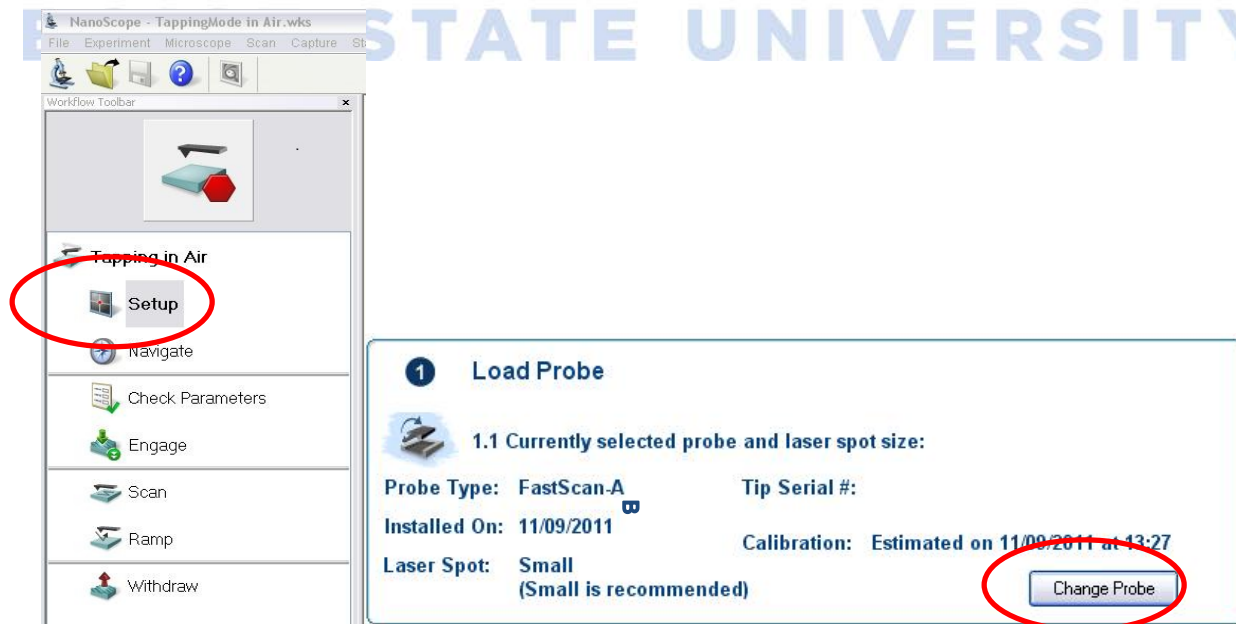 STATE UNIVERSITY
NanoScope - TappingMode in Air.wks
File Experiment Microscope Scan Capture
Workflow Toolbar
Tapping in Air
Setup
Navigate
Check Parameters
Engage
Scan
Ramp
Withdraw
1 Load Probe
1.1 Currently selected probe and laser spot size:
Probe Type: FastScan-A Tip Serial #:
B
Installed On: 11/09/2011
Calibration: Estimated on 11/09/2011 at 13:27
Laser Spot: Small
(Small is recommended)
Change Probe